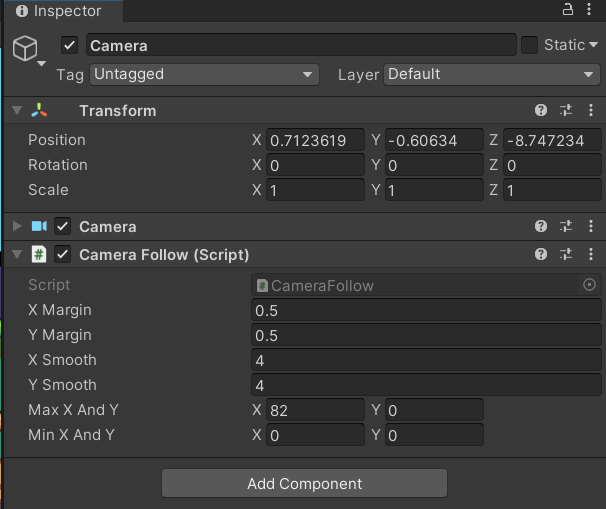 Inspector
Camera Static
Tag Untagged Layer Default
Transform
Position X 0.7123619 Y -0.60634 Z -8.747234
Rotation X 0 Y 0 Z 0
Scale X 1 Y 1 Z 1
Camera
# Camera Follow (Script)
Script # CameraFollow
X Margin 0.5
Y Margin 0.5
X Smooth 4
Y Smooth 4
Max X And Y X 82 Y 0
Min X And Y X 0 Y 0
Add Component